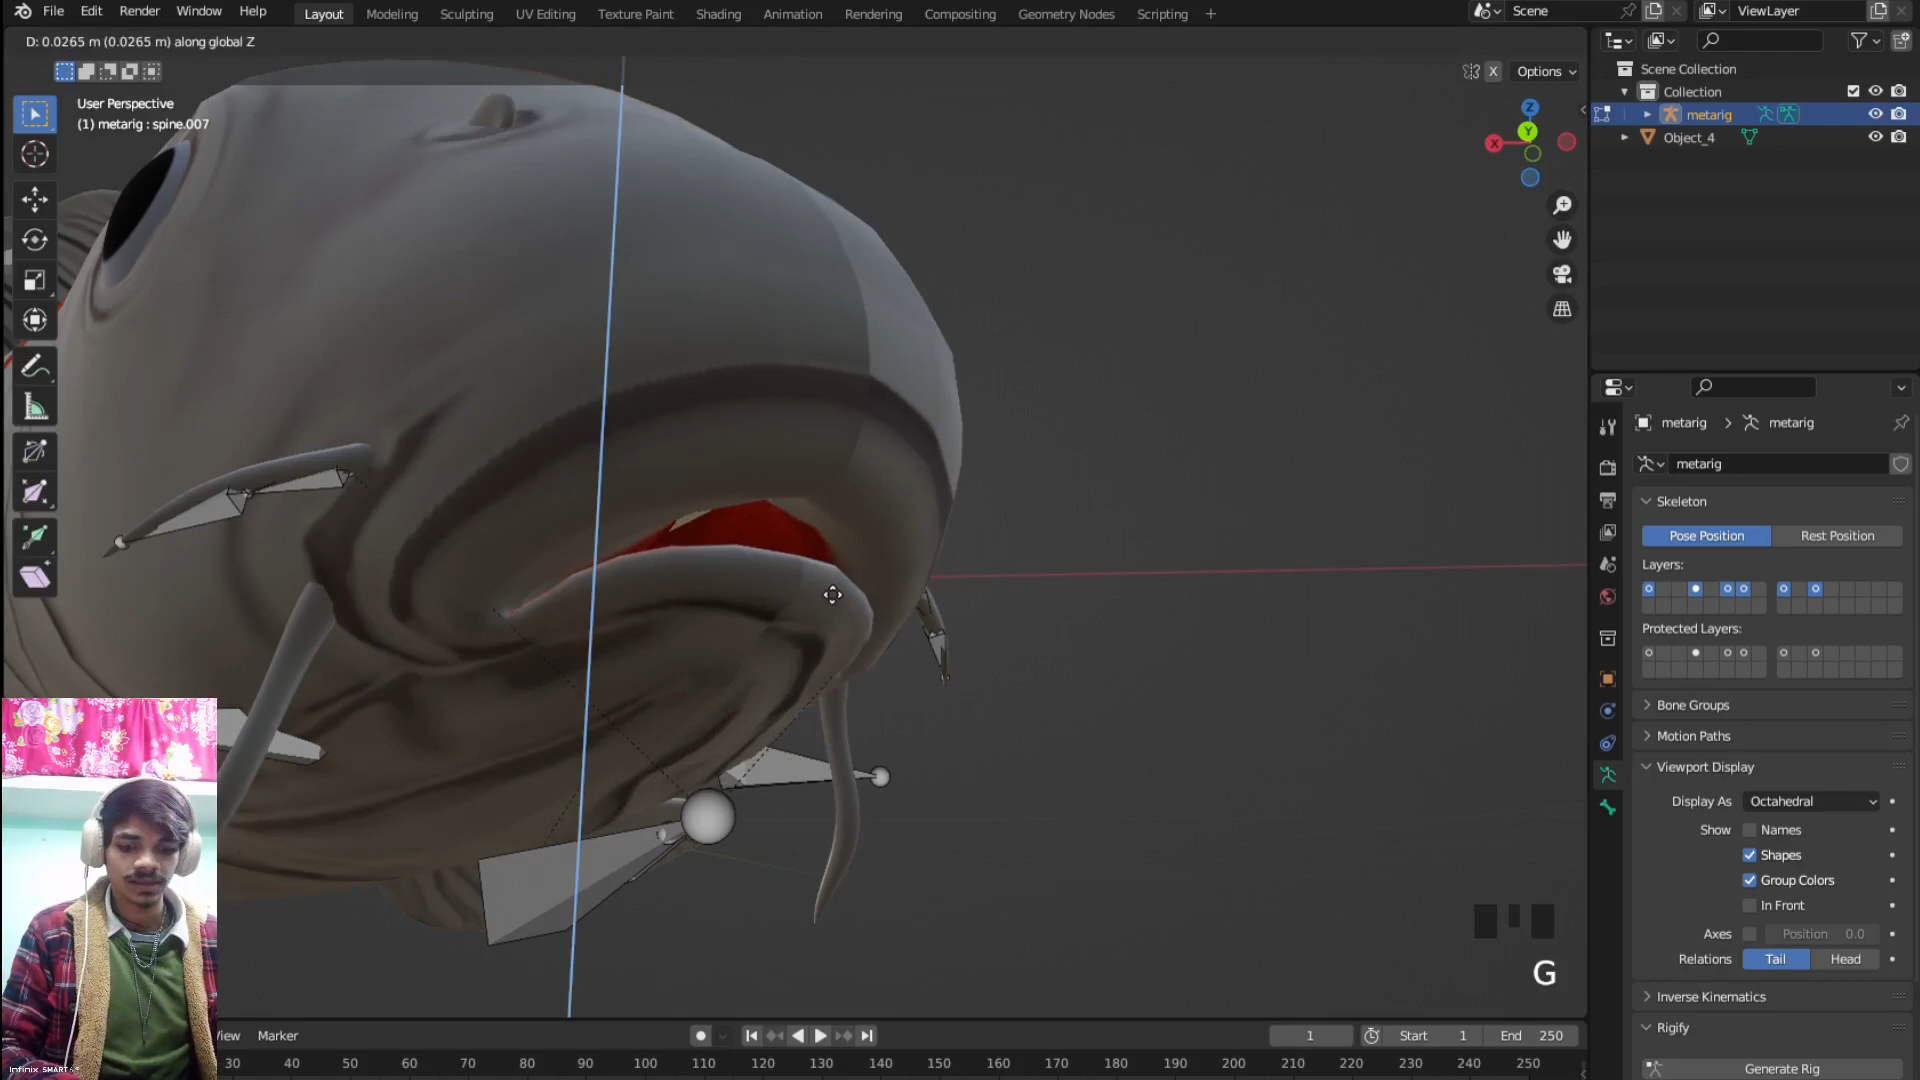 File Edit Render Window Help
Layout Modeling Sculpting UV Editing Texture Paint Shading Animation Rendering Compositing Geometry Nodes Scripting +
Scene
ViewLayer
D: 0.0265 m (0.0265 m) along global Z
X Options
User Perspective
(1) metarig : spine.007
Z
Y
X
Scene Collection
Collection
metarig
Object_4
metarig > metarig
metarig
Skeleton
Pose Position Rest Position
Layers:
Protected Layers:
Bone Groups
Motion Paths
Viewport Display
Display As Octahedral
Show Names
Shapes
Group Colors
In Front
Axes Position 0.0
Relations Tail Head
Inverse Kinematics
Rigify
Generate Rig
G
View Marker
1 Start 1 End 250
30 40 50 60 70 80 90 100 110 120 130 140 150 160 170 180 190 200 210 220 230 240 250
Infinix SMART